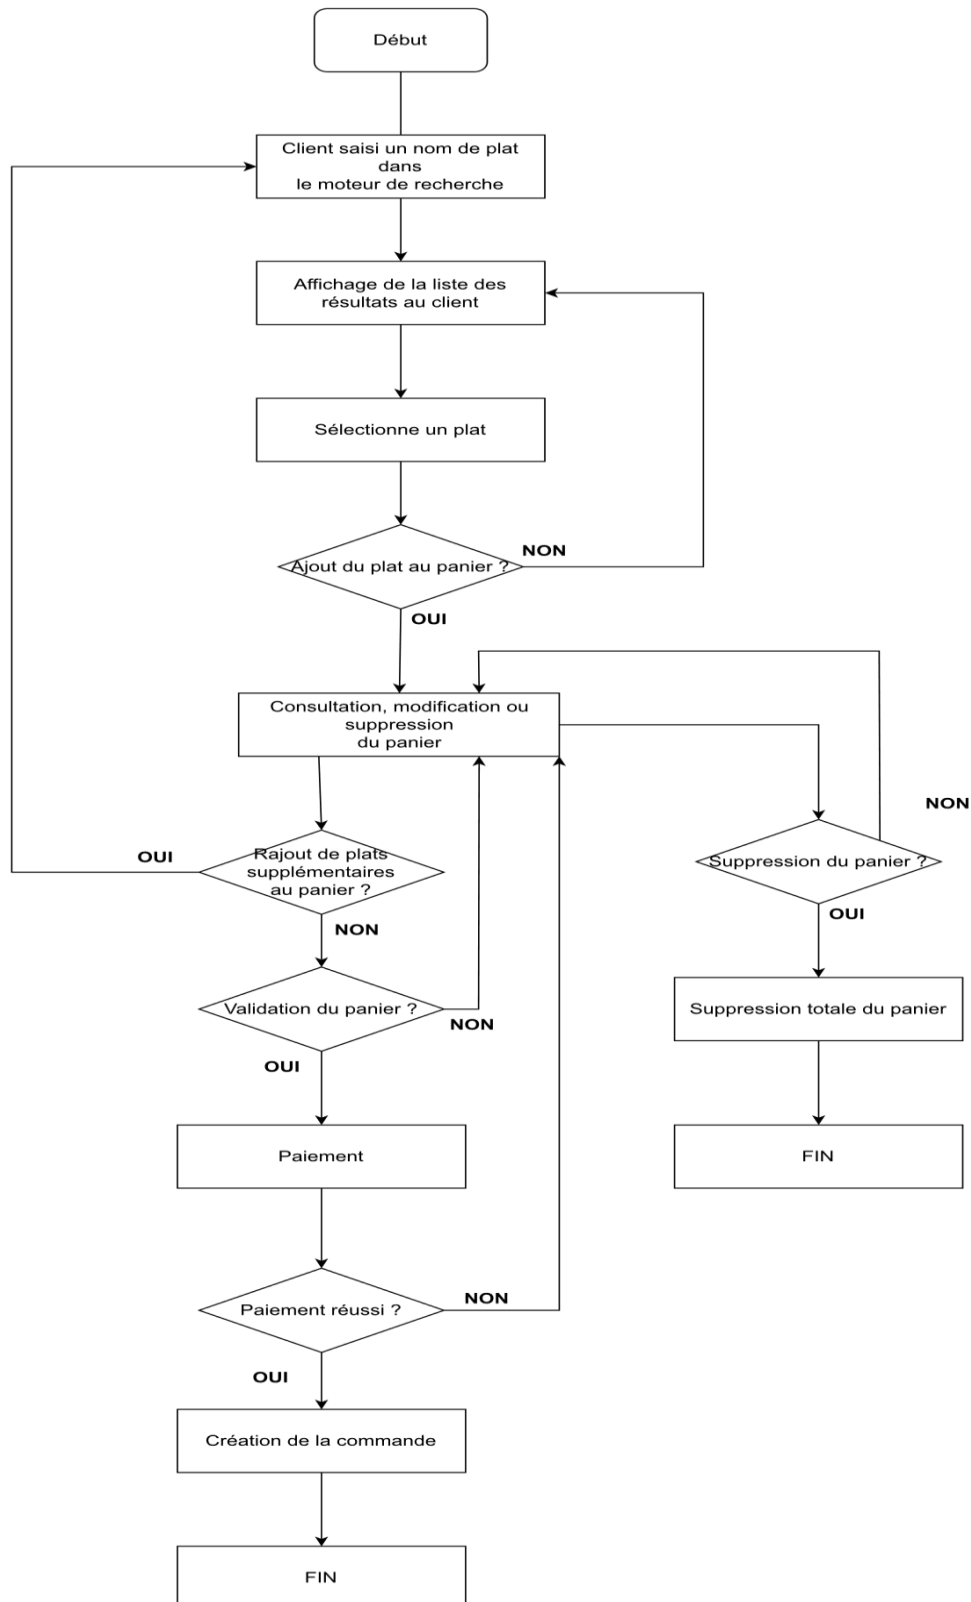 Début
Client saisi un nom de plat
dans
le moteur de recherche
Affichage de la liste des
résultats au client
Sélectionne un plat
Ajout du plat au panier ?
NON
OUI
Consultation, modification ou
suppression
du panier
NON
OUI
Rajout de plats
supplémentaires
au panier ?
Suppression du panier ?
NON
OUI
Validation du panier ?
NON
Suppression totale du panier
OUI
Paiement
FIN
Paiement réussi ?
NON
OUI
Création de la commande
FIN